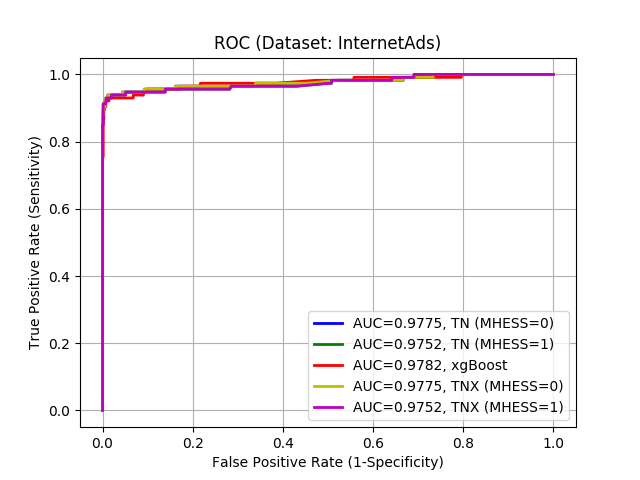 ROC (Dataset: InternetAds)
True Positive Rate (Sensitivity)
1.0
0.8
0.6
0.4
0.2
0.0
AUC=0.9775, TN (MHESS=0)
AUC=0.9752, TN (MHESS=1)
AUC=0.9782, xgBoost
AUC=0.9775, TNX (MHESS=0)
AUC=0.9752, TNX (MHESS=1)
0.0 0.2 0.4 0.6 0.8 1.0
False Positive Rate (1-Specificity)